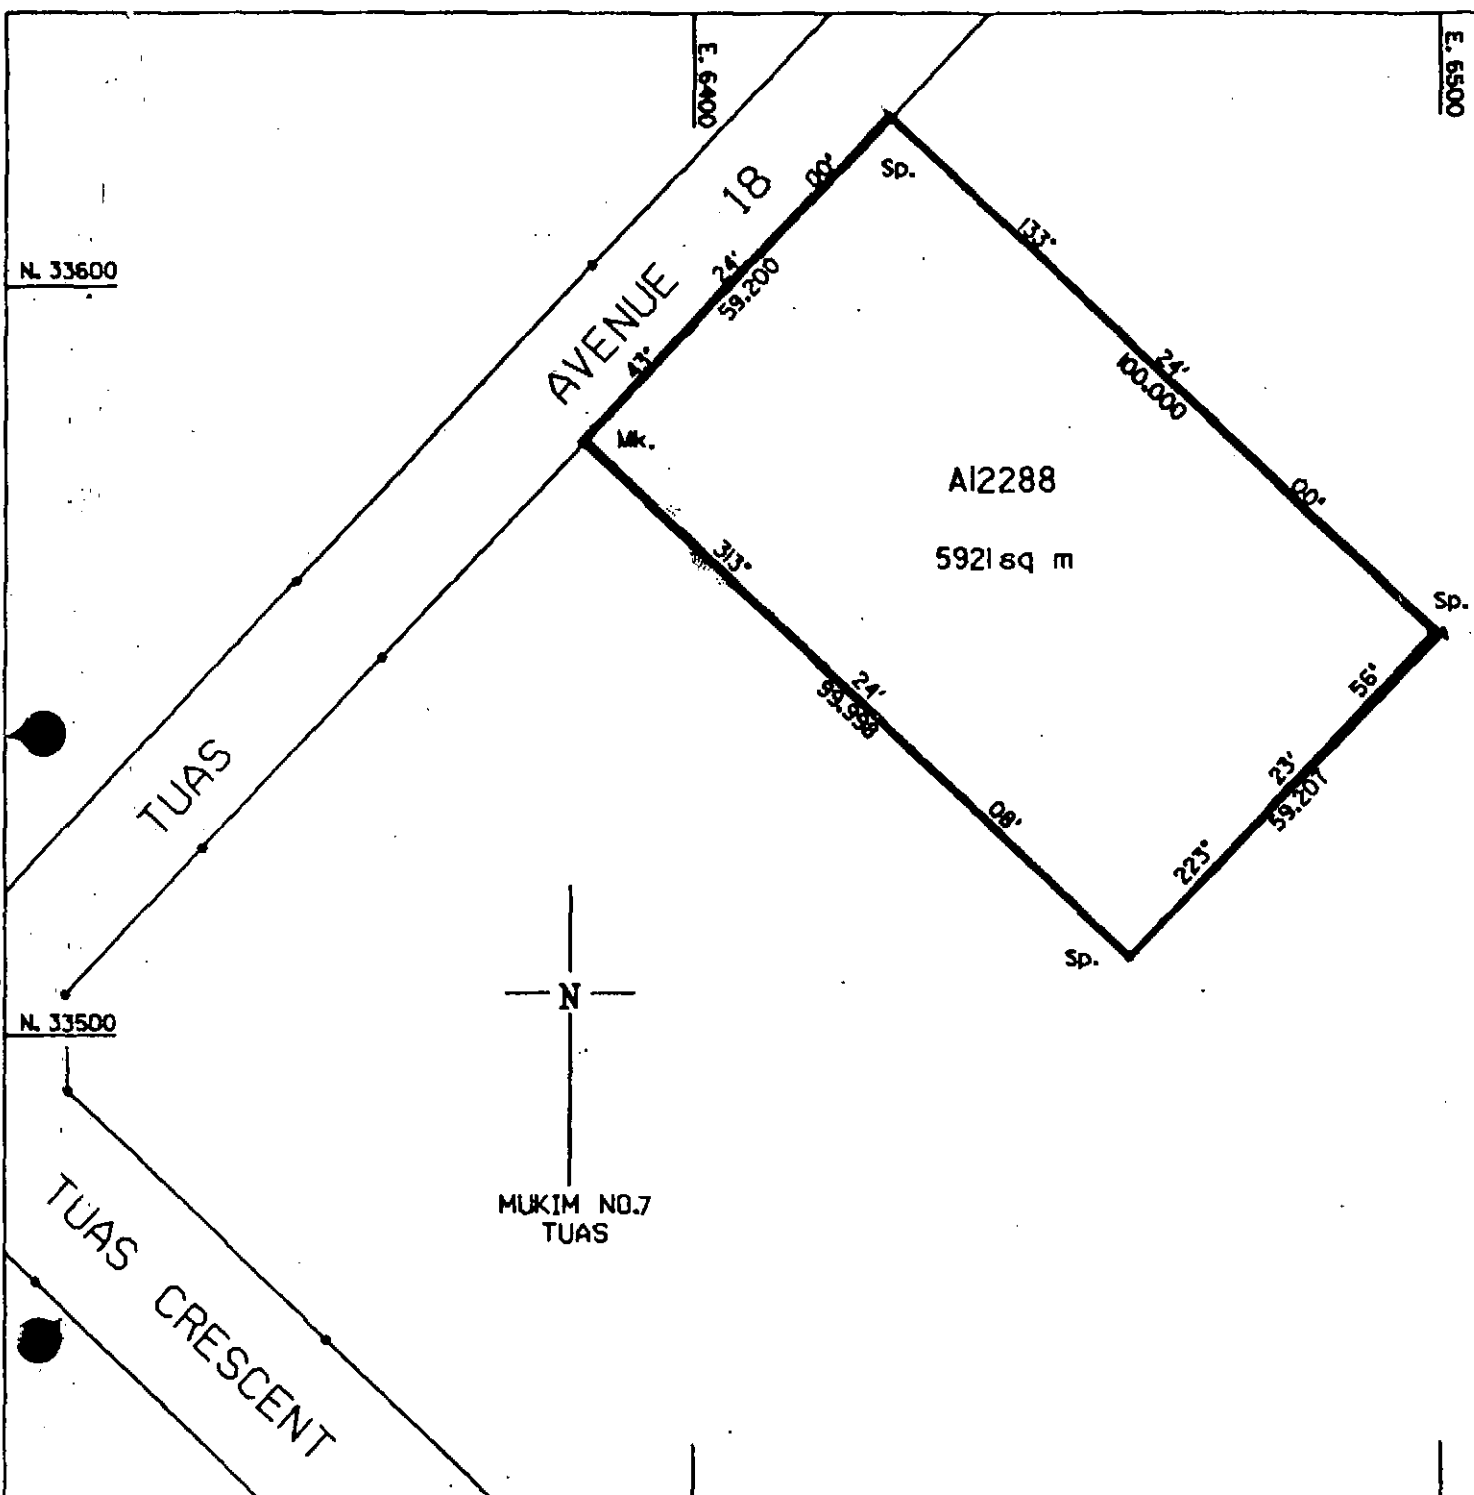 E. 6400
E. 6500
N. 33600
N. 33500
TUAS AVENUE 18
43° 24' 00"
59.200
Sp.
133° 24' 00"
100.000
Mk.
A12288
5921 sq m
Sp.
313° 24' 08"
99.998
223° 23' 56"
59.207
Sp.
N
MUKIM NO.7
TUAS
TUAS CRESCENT